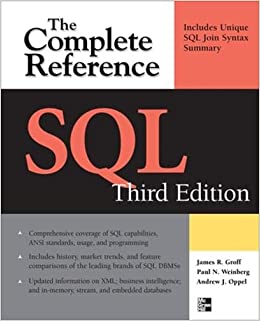 The
Complete
Reference
Includes Unique
SQL Join Syntax
Summary
SQL
Third Edition
Comprehensive coverage of SQL capabilities,
ANSI standards, usage, and programming
Includes history, market trends, and feature
comparisons of the leading brands of SQL DBMSs
Updated information on XML; business intelligence;
and in-memory, stream, and embedded databases
James R. Groff
Paul N. Weinberg
Andrew J. Oppel